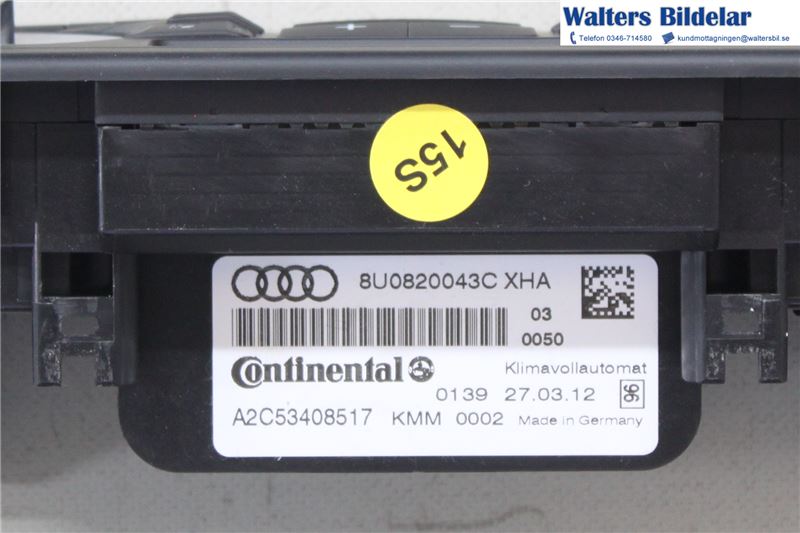 Walters Bildelar
Telefon 0346-714580 kundmottagningen@waltersbil.se
15S
8U0820043C XHA
03
0050
Continental
Klimavollautomat
0139 27.03.12 96
A2C53408517 KMM 0002 Made in Germany